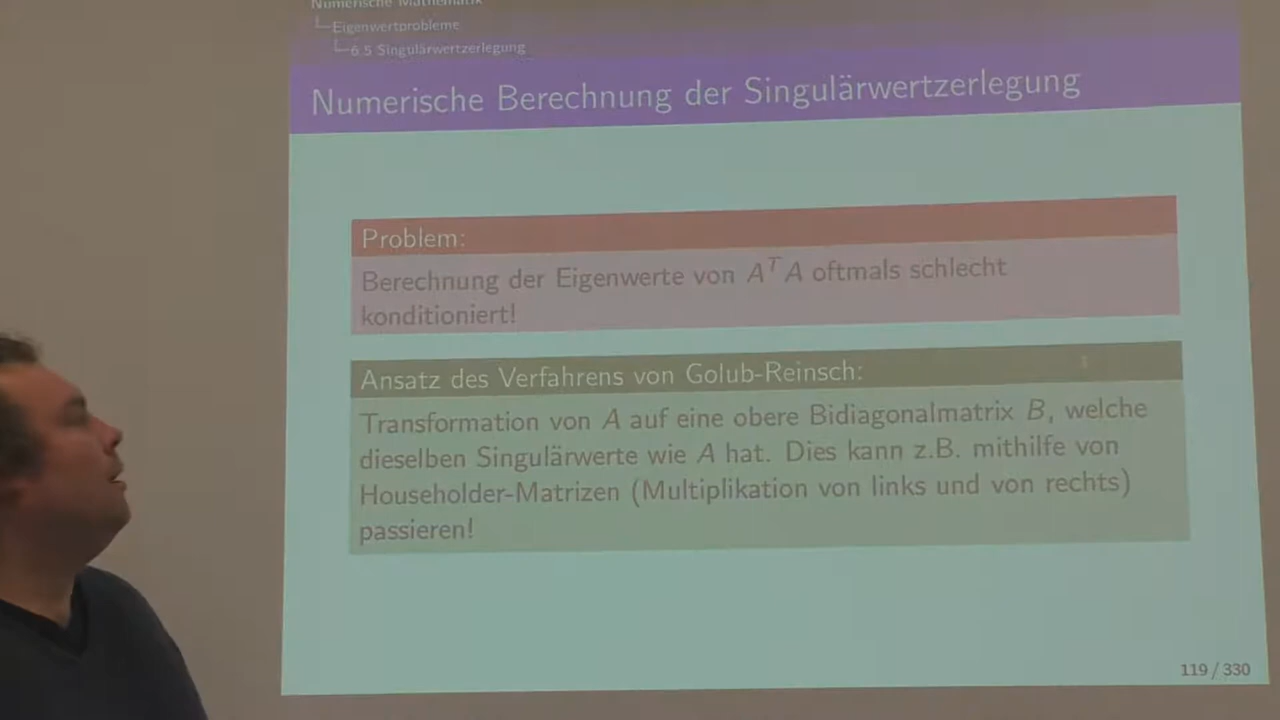 Numerische Mathematik
Eigenwertprobleme
6.5 Singulärwertzerlegung
Numerische Berechnung der Singulärwertzerlegung
Problem:
Berechnung der Eigenwerte von A^T A oftmals schlecht
konditioniert!
Ansatz des Verfahrens von Golub-Reinsch:
Transformation von A auf eine obere Bidiagonalmatrix B, welche
dieselben Singulärwerte wie A hat. Dies kann z.B. mithilfe von
Householder-Matrizen (Multiplikation von links und von rechts)
passieren!
119 / 330